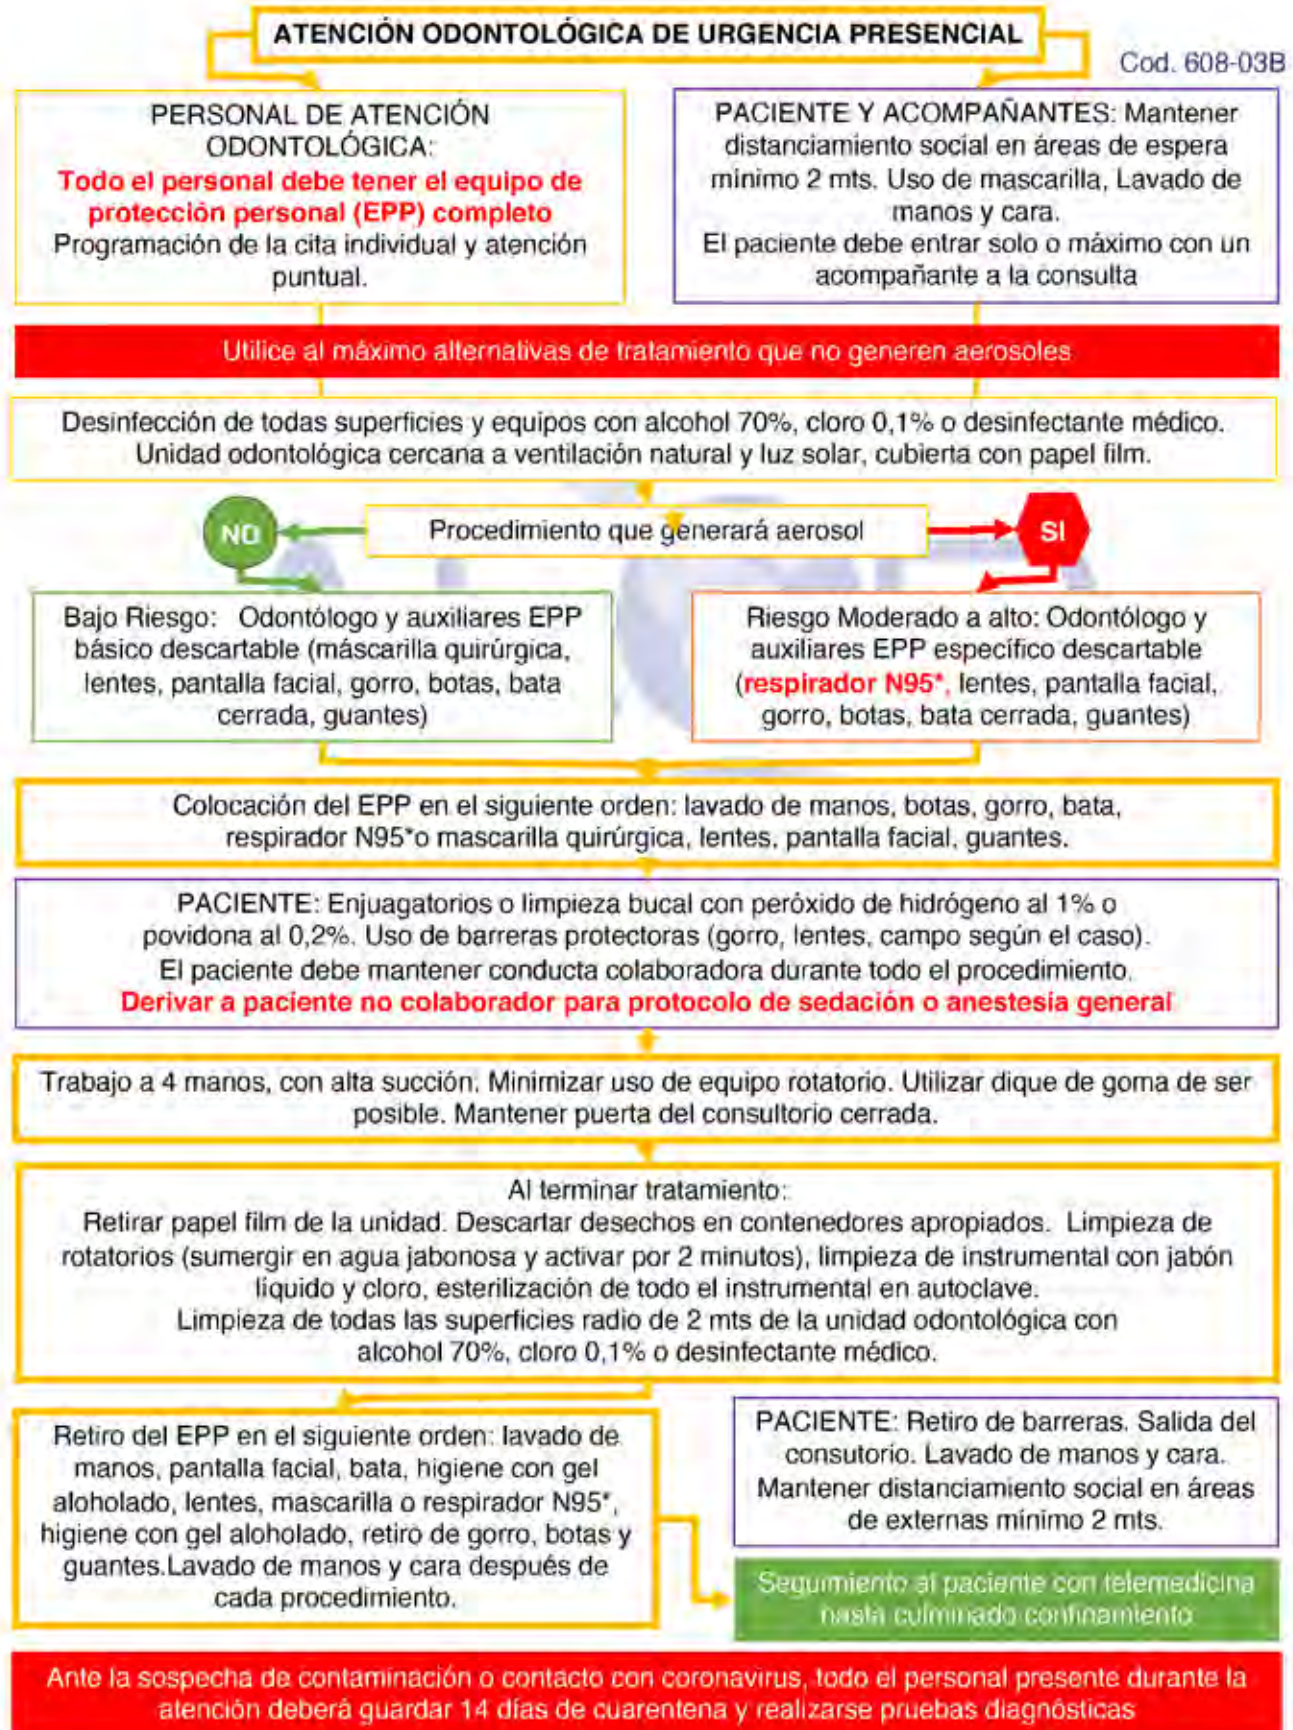 ATENCIÓN ODONTOLÓGICA DE URGENCIA PRESENCIAL
Cod. 608-03B
PERSONAL DE ATENCIÓN
ODONTOLÓGICA:
Todo el personal debe tener el equipo de
protección personal (EPP) completo
Programación de la cita individual y atención
puntual.
PACIENTE Y ACOMPAÑANTES: Mantener
distanciamiento social en áreas de espera
mínimo 2 mts. Uso de mascarilla, Lavado de
manos y cara.
El paciente debe entrar solo o máximo con un
acompañante a la consulta
Utilice al máximo alternativas de tratamiento que no generen aerosoles
Desinfección de todas superficies y equipos con alcohol 70%, cloro 0,1% o desinfectante médico.
Unidad odontológica cercana a ventilación natural y luz solar, cubierta con papel film.
NO
Procedimiento que generará aerosol
SI
Bajo Riesgo: Odontólogo y auxiliares EPP
básico descartable (máscarilla quirúrgica,
lentes, pantalla facial, gorro, botas, bata
cerrada, guantes)
Riesgo Moderado a alto: Odontólogo y
auxiliares EPP específico descartable
(respirador N95*, lentes, pantalla facial,
gorro, botas, bata cerrada, guantes)
Colocación del EPP en el siguiente orden: lavado de manos, botas, gorro, bata,
respirador N95*o mascarilla quirúrgica, lentes, pantalla facial, guantes.
PACIENTE: Enjuagatorios o limpieza bucal con peróxido de hidrógeno al 1% o
povidona al 0,2%. Uso de barreras protectoras (gorro, lentes, campo según el caso).
El paciente debe mantener conducta colaboradora durante todo el procedimiento.
Derivar a paciente no colaborador para protocolo de sedación o anestesia general
Trabajo a 4 manos, con alta succión. Minimizar uso de equipo rotatorio. Utilizar dique de goma de ser
posible. Mantener puerta del consultorio cerrada.
Al terminar tratamiento:
Retirar papel film de la unidad. Descartar desechos en contenedores apropiados. Limpieza de
rotatorios (sumergir en agua jabonosa y activar por 2 minutos), limpieza de instrumental con jabón
líquido y cloro, esterilización de todo el instrumental en autoclave.
Limpieza de todas las superficies radio de 2 mts de la unidad odontológica con
alcohol 70%, cloro 0,1% o desinfectante médico.
Retiro del EPP en el siguiente orden: lavado de
manos, pantalla facial, bata, higiene con gel
aloholado, lentes, mascarilla o respirador N95*,
higiene con gel aloholado, retiro de gorro, botas y
guantes.Lavado de manos y cara después de
cada procedimiento.
PACIENTE: Retiro de barreras. Salida del
consutorio. Lavado de manos y cara.
Mantener distanciamiento social en áreas
de externas mínimo 2 mts.
Seguimiento al paciente con telemedicina
hasta culminado confinamiento
Ante la sospecha de contaminación o contacto con coronavirus, todo el personal presente durante la
atención deberá guardar 14 días de cuarentena y realizarse pruebas diagnósticas